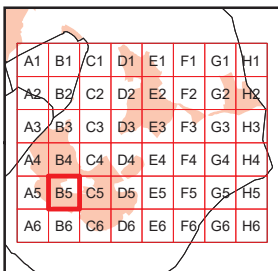 A1 B1 C1 D1 E1 F1 G1 H1
A2 B2 C2 D2 E2 F2 G2 H2
A3 B3 C3 D3 E3 F3 G3 H3
A4 B4 C4 D4 E4 F4 G4 H4
A5 B5 C5 D5 E5 F5 G5 H5
A6 B6 C6 D6 E6 F6 G6 H6